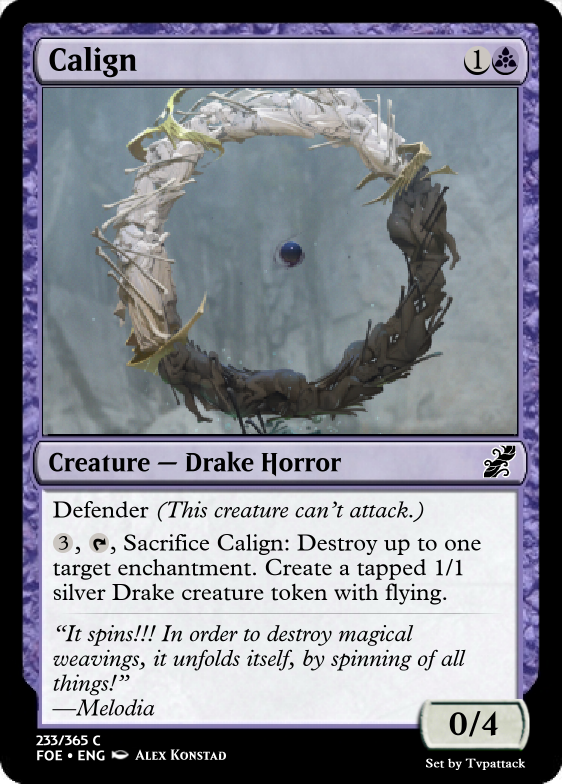 Calign
1
Creature — Drake Horror
Defender (This creature can't attack.)
3, , Sacrifice Calign: Destroy up to one
target enchantment. Create a tapped 1/1
silver Drake creature token with flying.
“It spins!!! In order to destroy magical
weavings, it unfolds itself, by spinning of all
things!”
—Melodia
0/4
233/365 C
FOE • ENG Alex Konstad
Set by Tvpattack